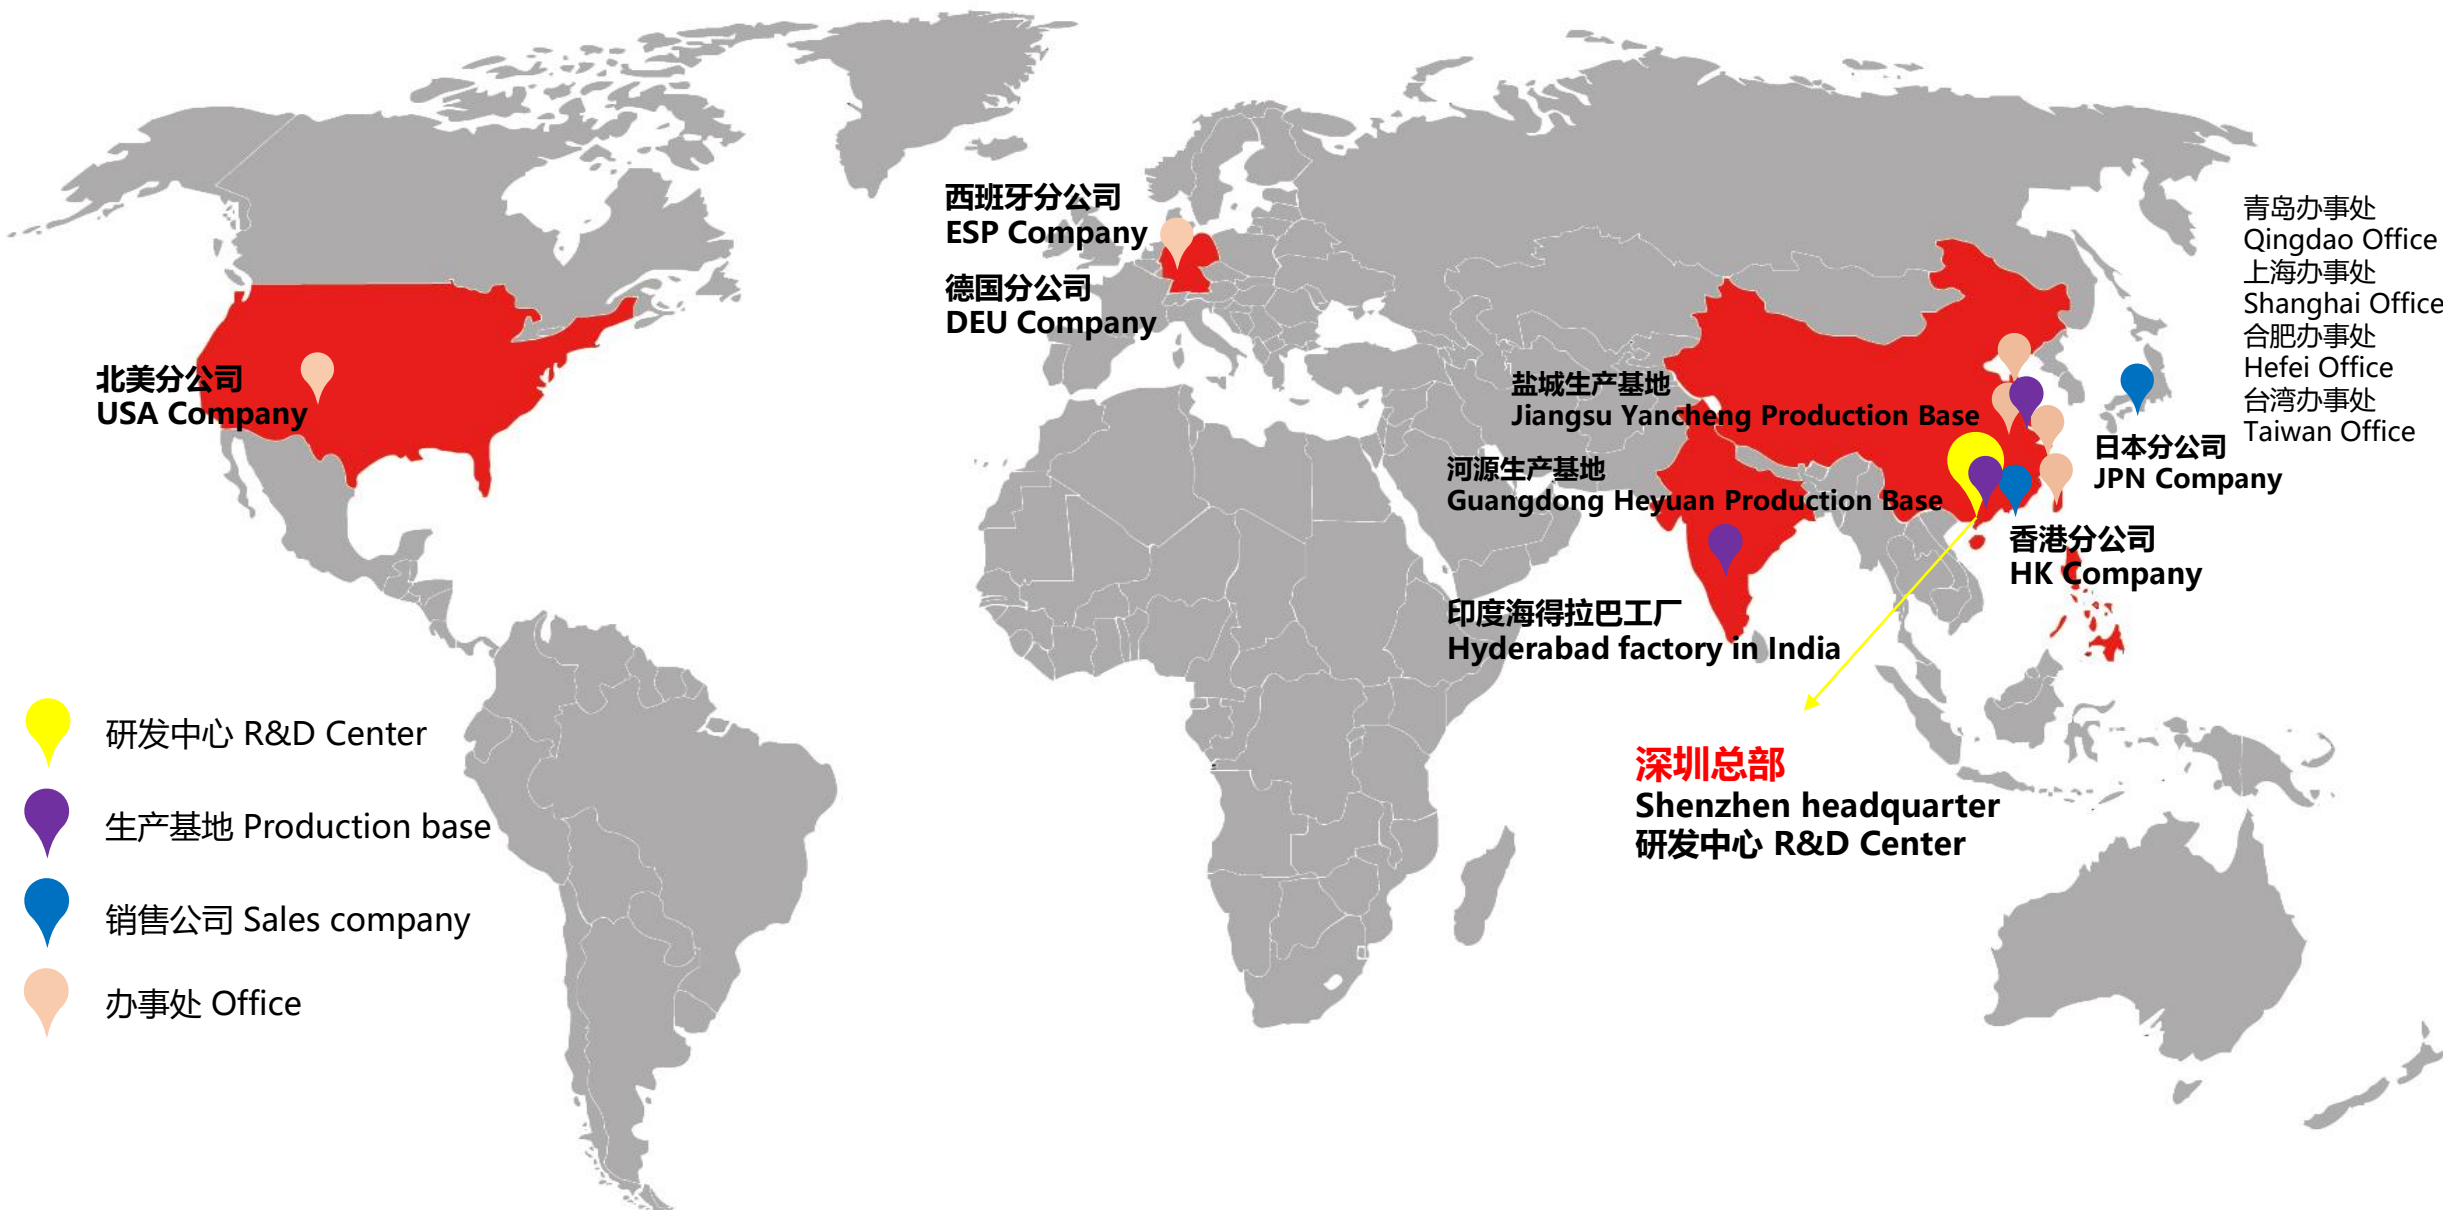 西班牙分公司
ESP Company
德国分公司
DEU Company
北美分公司
USA Company
盐城生产基地
Jiangsu Yancheng Production Base
河源生产基地
Guangdong Heyuan Production Base
印度海得拉巴工厂
Hyderabad factory in India
青岛办事处
Qingdao Office
上海办事处
Shanghai Office
合肥办事处
Hefei Office
台湾办事处
Taiwan Office
日本分公司
JPN Company
香港分公司
HK Company
深圳总部
Shenzhen headquarter
研发中心 R&D Center
研发中心 R&D Center
生产基地 Production base
销售公司 Sales company
办事处 Office